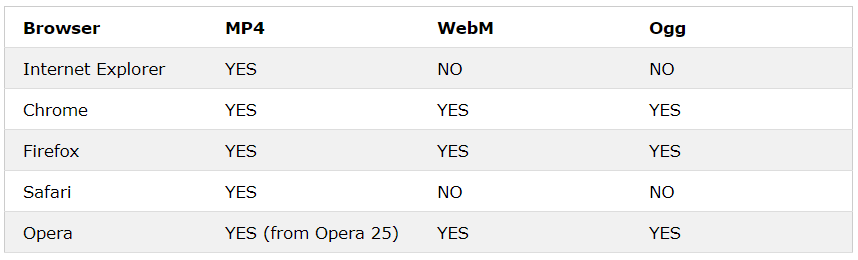 Browser MP4 WebM Ogg
Internet Explorer YES NO NO
Chrome YES YES YES
Firefox YES YES YES
Safari YES NO NO
Opera YES (from Opera 25) YES YES